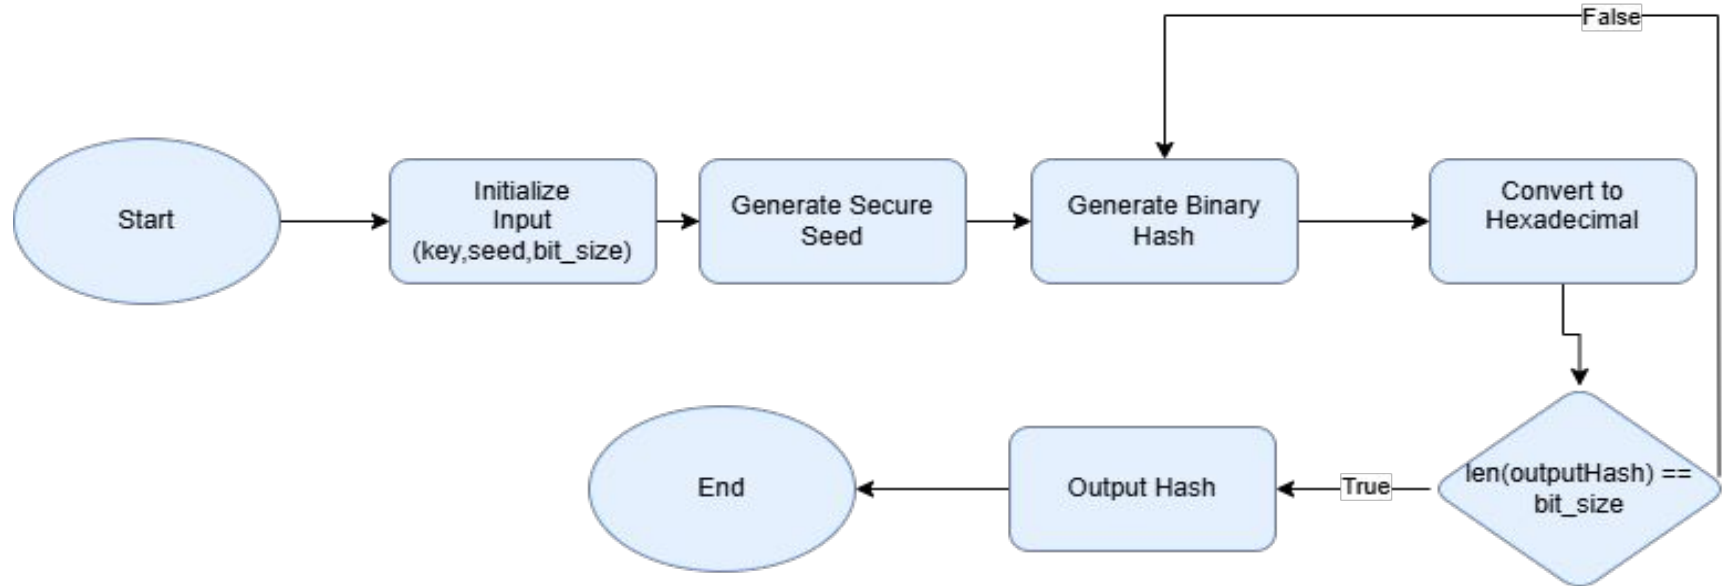 False
Start
Initialize
Input
(key,seed,bit_size)
Generate Secure
Seed
Generate Binary
Hash
Convert to
Hexadecimal
len(outputHash) ==
bit_size
True
Output Hash
End